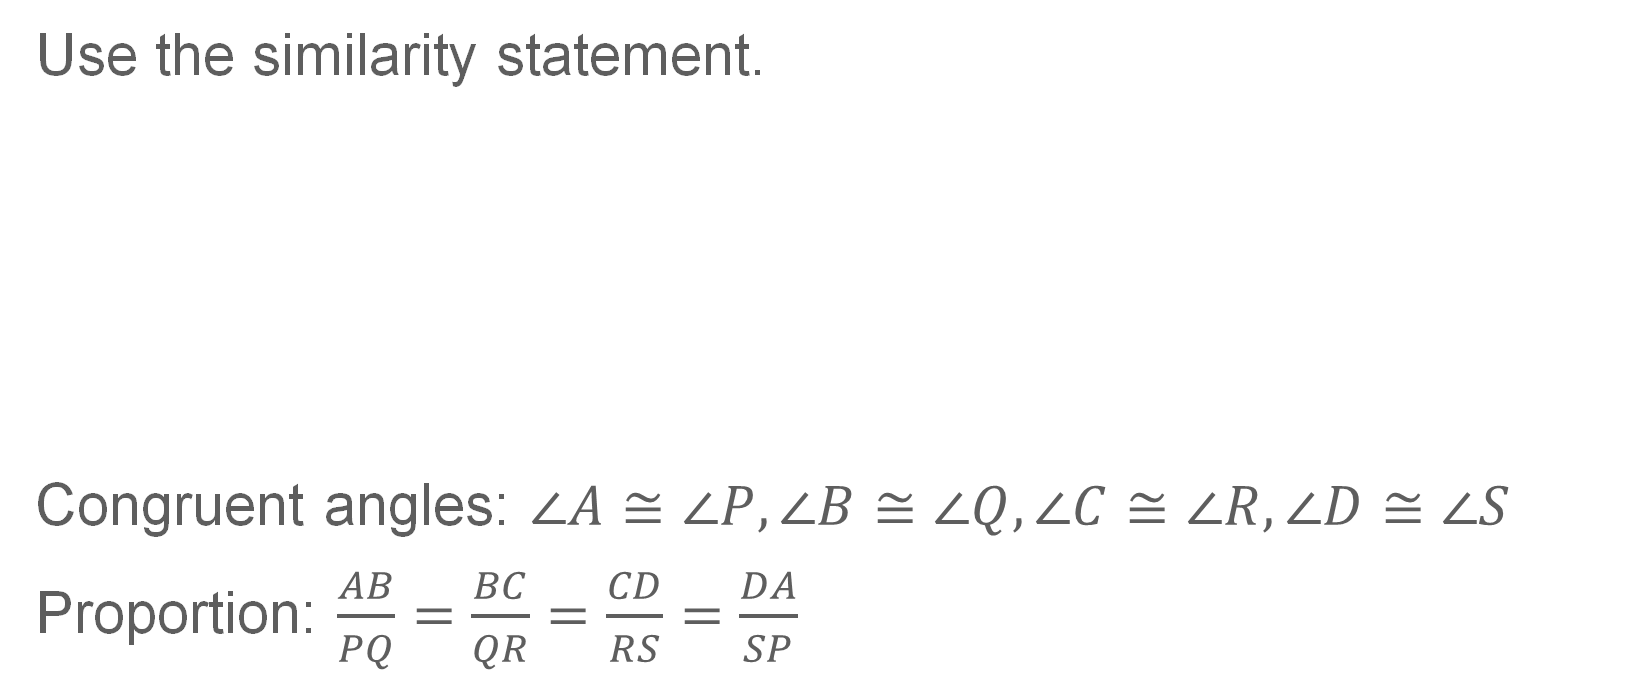 Use the similarity statement.
Congruent angles: ∠A ≅ ∠P, ∠B ≅ ∠Q, ∠C ≅ ∠R, ∠D ≅ ∠S
Proportion: AB/PQ = BC/QR = CD/RS = DA/SP